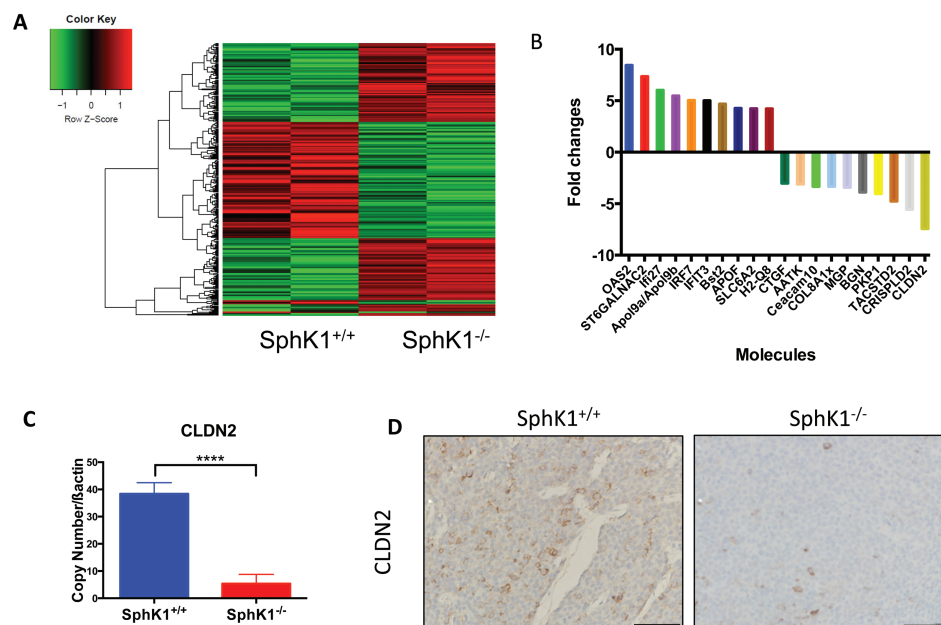 A
Color Key
−1 0 1
Row Z−Score
SphK1+/+ SphK1-/-
B
Fold changes
10
5
0
-5
-10
OAS2
ST6GALNAC2
Ifi27
Apol9a/Apol9b
IRF7
IFIT3
Bst2
APOF
SLC6A2
H2-Q8
CTGF
AATK
Ceacam10
COL8A1x
MGP
BGN
PKP1
TACSTD2
CRISPLD2
CLDN2
Molecules
C
CLDN2
****
Copy Number/ßactin
50
40
30
20
10
0
SphK1+/+ SphK1-/-
D
SphK1+/+ SphK1-/-
CLDN2